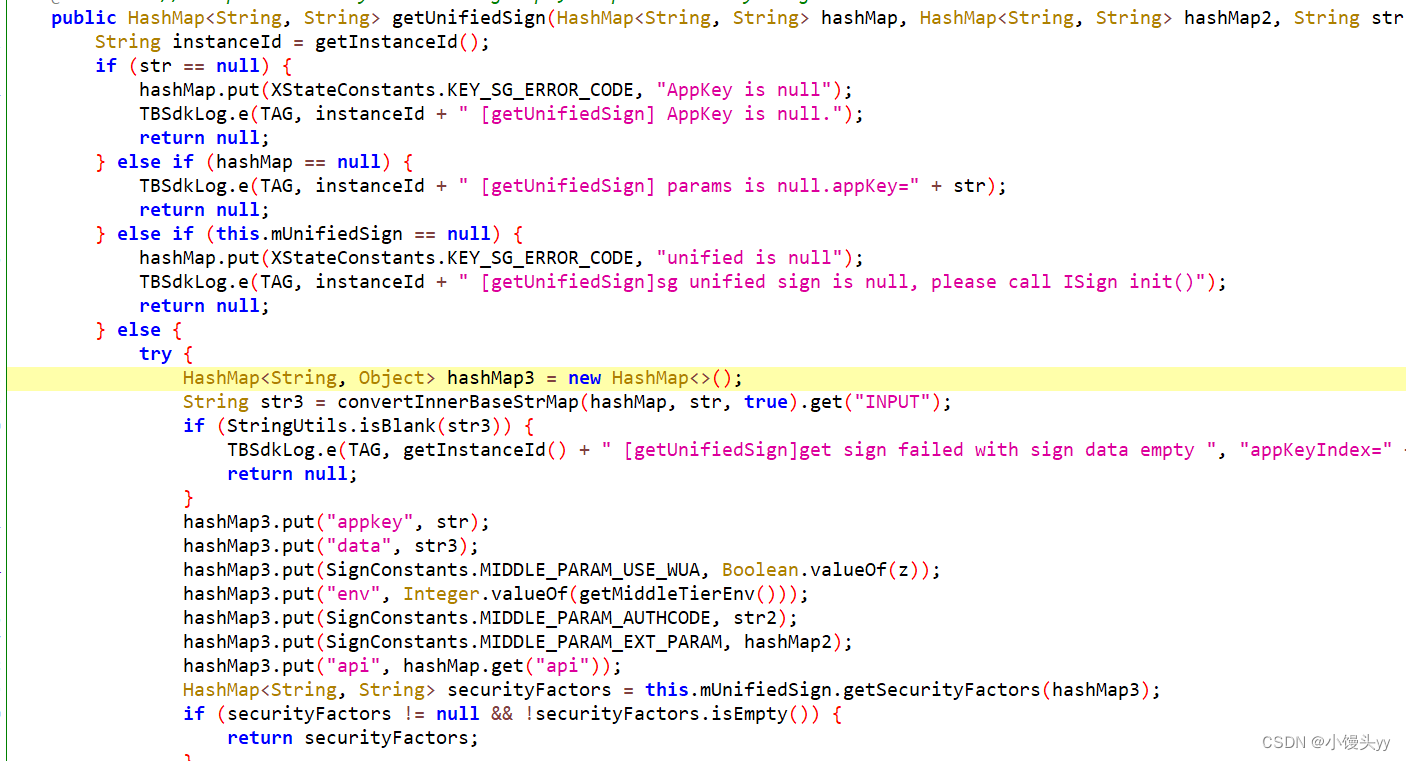 public HashMap<String, String> getUnifiedSign(HashMap<String, String> hashMap, HashMap<String, String> hashMap2, String str
String instanceId = getInstanceId();
if (str == null) {
hashMap.put(XStateConstants.KEY_SG_ERROR_CODE, "AppKey is null");
TBSdkLog.e(TAG, instanceId + " [getUnifiedSign] AppKey is null.");
return null;
} else if (hashMap == null) {
TBSdkLog.e(TAG, instanceId + " [getUnifiedSign] params is null.appKey=" + str);
return null;
} else if (this.mUnifiedSign == null) {
hashMap.put(XStateConstants.KEY_SG_ERROR_CODE, "unified is null");
TBSdkLog.e(TAG, instanceId + " [getUnifiedSign]sg unified sign is null, please call ISign init()");
return null;
} else {
try {
HashMap<String, Object> hashMap3 = new HashMap<>();
String str3 = convertInnerBaseStrMap(hashMap, str, true).get("INPUT");
if (StringUtils.isBlank(str3)) {
TBSdkLog.e(TAG, getInstanceId() + " [getUnifiedSign]get sign failed with sign data empty ", "appKeyIndex="
return null;
}
hashMap3.put("appkey", str);
hashMap3.put("data", str3);
hashMap3.put(SignConstants.MIDDLE_PARAM_USE_WUA, Boolean.valueOf(z));
hashMap3.put("env", Integer.valueOf(getMiddleTierEnv()));
hashMap3.put(SignConstants.MIDDLE_PARAM_AUTHCODE, str2);
hashMap3.put(SignConstants.MIDDLE_PARAM_EXT_PARAM, hashMap2);
hashMap3.put("api", hashMap.get("api"));
HashMap<String, String> securityFactors = this.mUnifiedSign.getSecurityFactors(hashMap3);
if (securityFactors != null && !securityFactors.isEmpty()) {
return securityFactors;
}
CSDN @小馒头yy